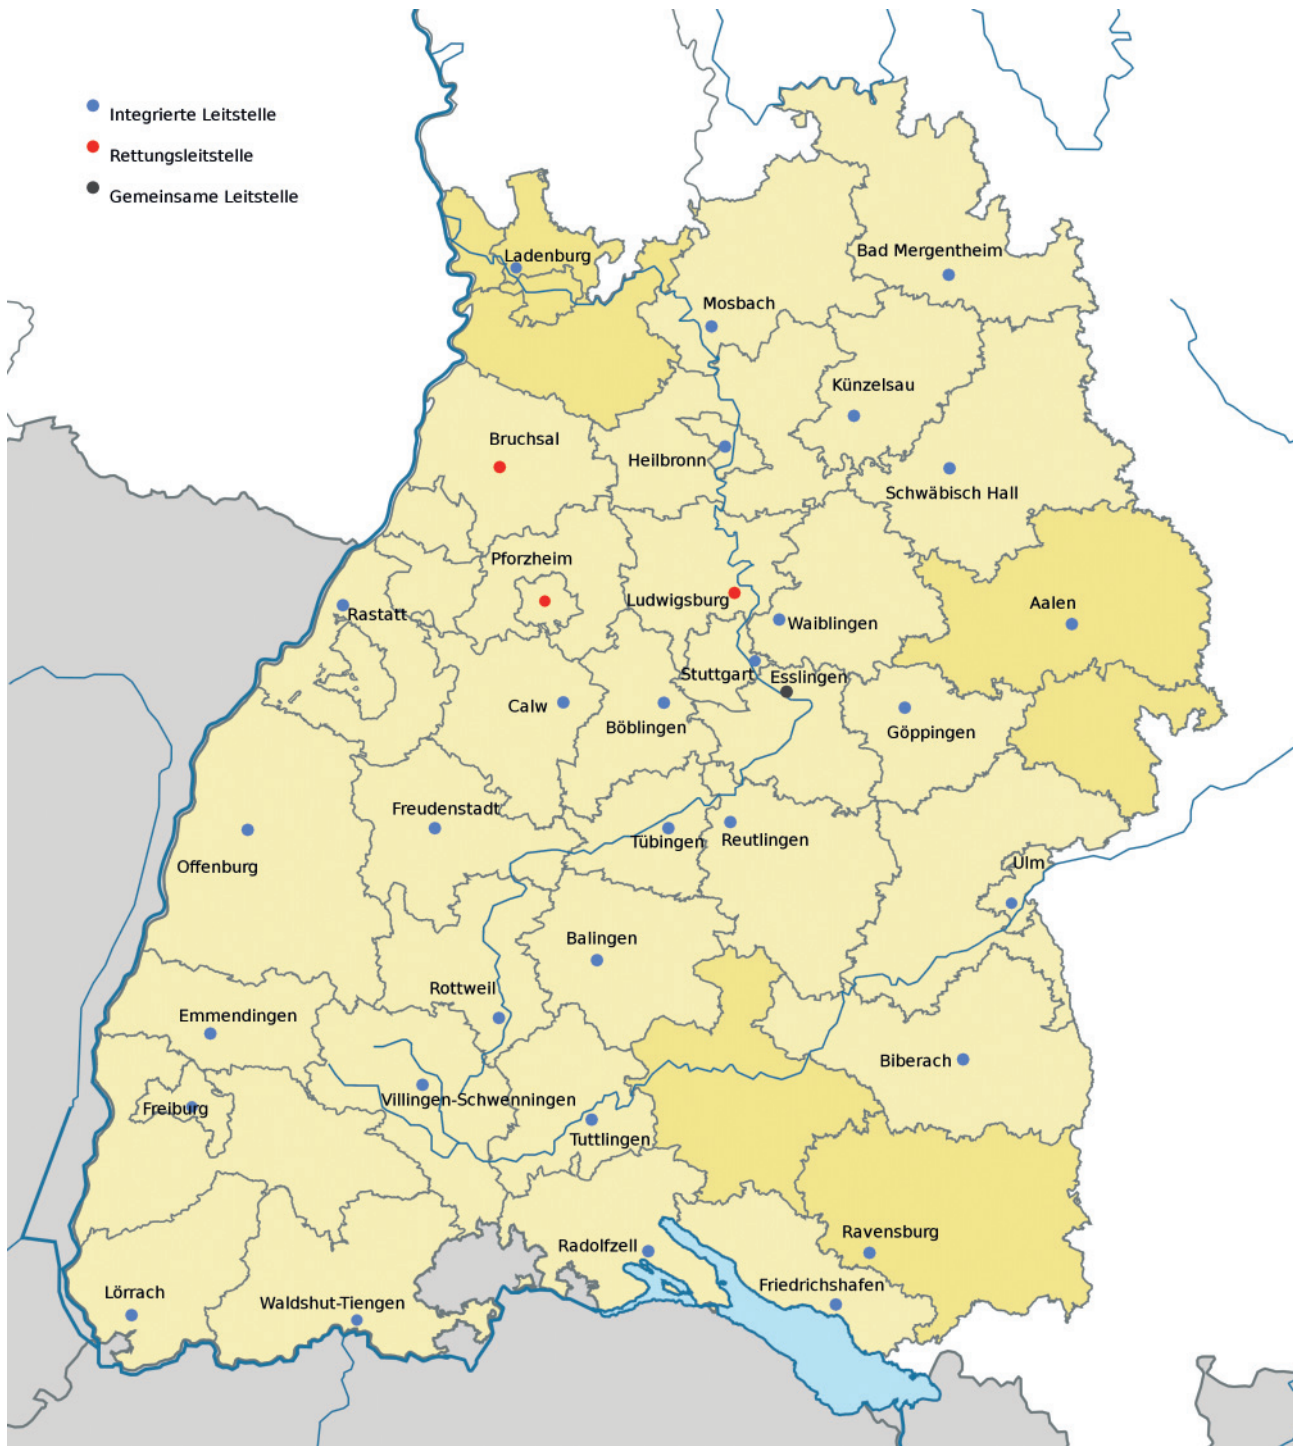 Integrierte Leitstelle
Rettungsleitstelle
Gemeinsame Leitstelle
Ladenburg
Bad Mergentheim
Mosbach
Künzelsau
Bruchsal
Heilbronn
Schwäbisch Hall
Pforzheim
Ludwigsburg
Aalen
Rastatt
Waiblingen
Stuttgart
Esslingen
Calw
Böblingen
Göppingen
Freudenstadt
Tübingen
Reutlingen
Offenburg
Ulm
Balingen
Rottweil
Emmendingen
Biberach
Villingen-Schwenningen
Freiburg
Tuttlingen
Ravensburg
Radolfzell
Friedrichshafen
Lörrach
Waldshut-Tiengen